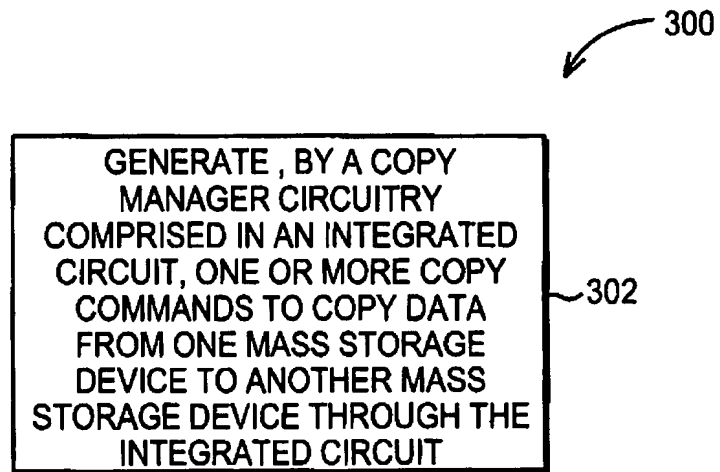 300
GENERATE , BY A COPY
MANAGER CIRCUITRY
COMPRISED IN AN INTEGRATED
CIRCUIT, ONE OR MORE COPY
COMMANDS TO COPY DATA
FROM ONE MASS STORAGE
DEVICE TO ANOTHER MASS
STORAGE DEVICE THROUGH THE
INTEGRATED CIRCUIT
302